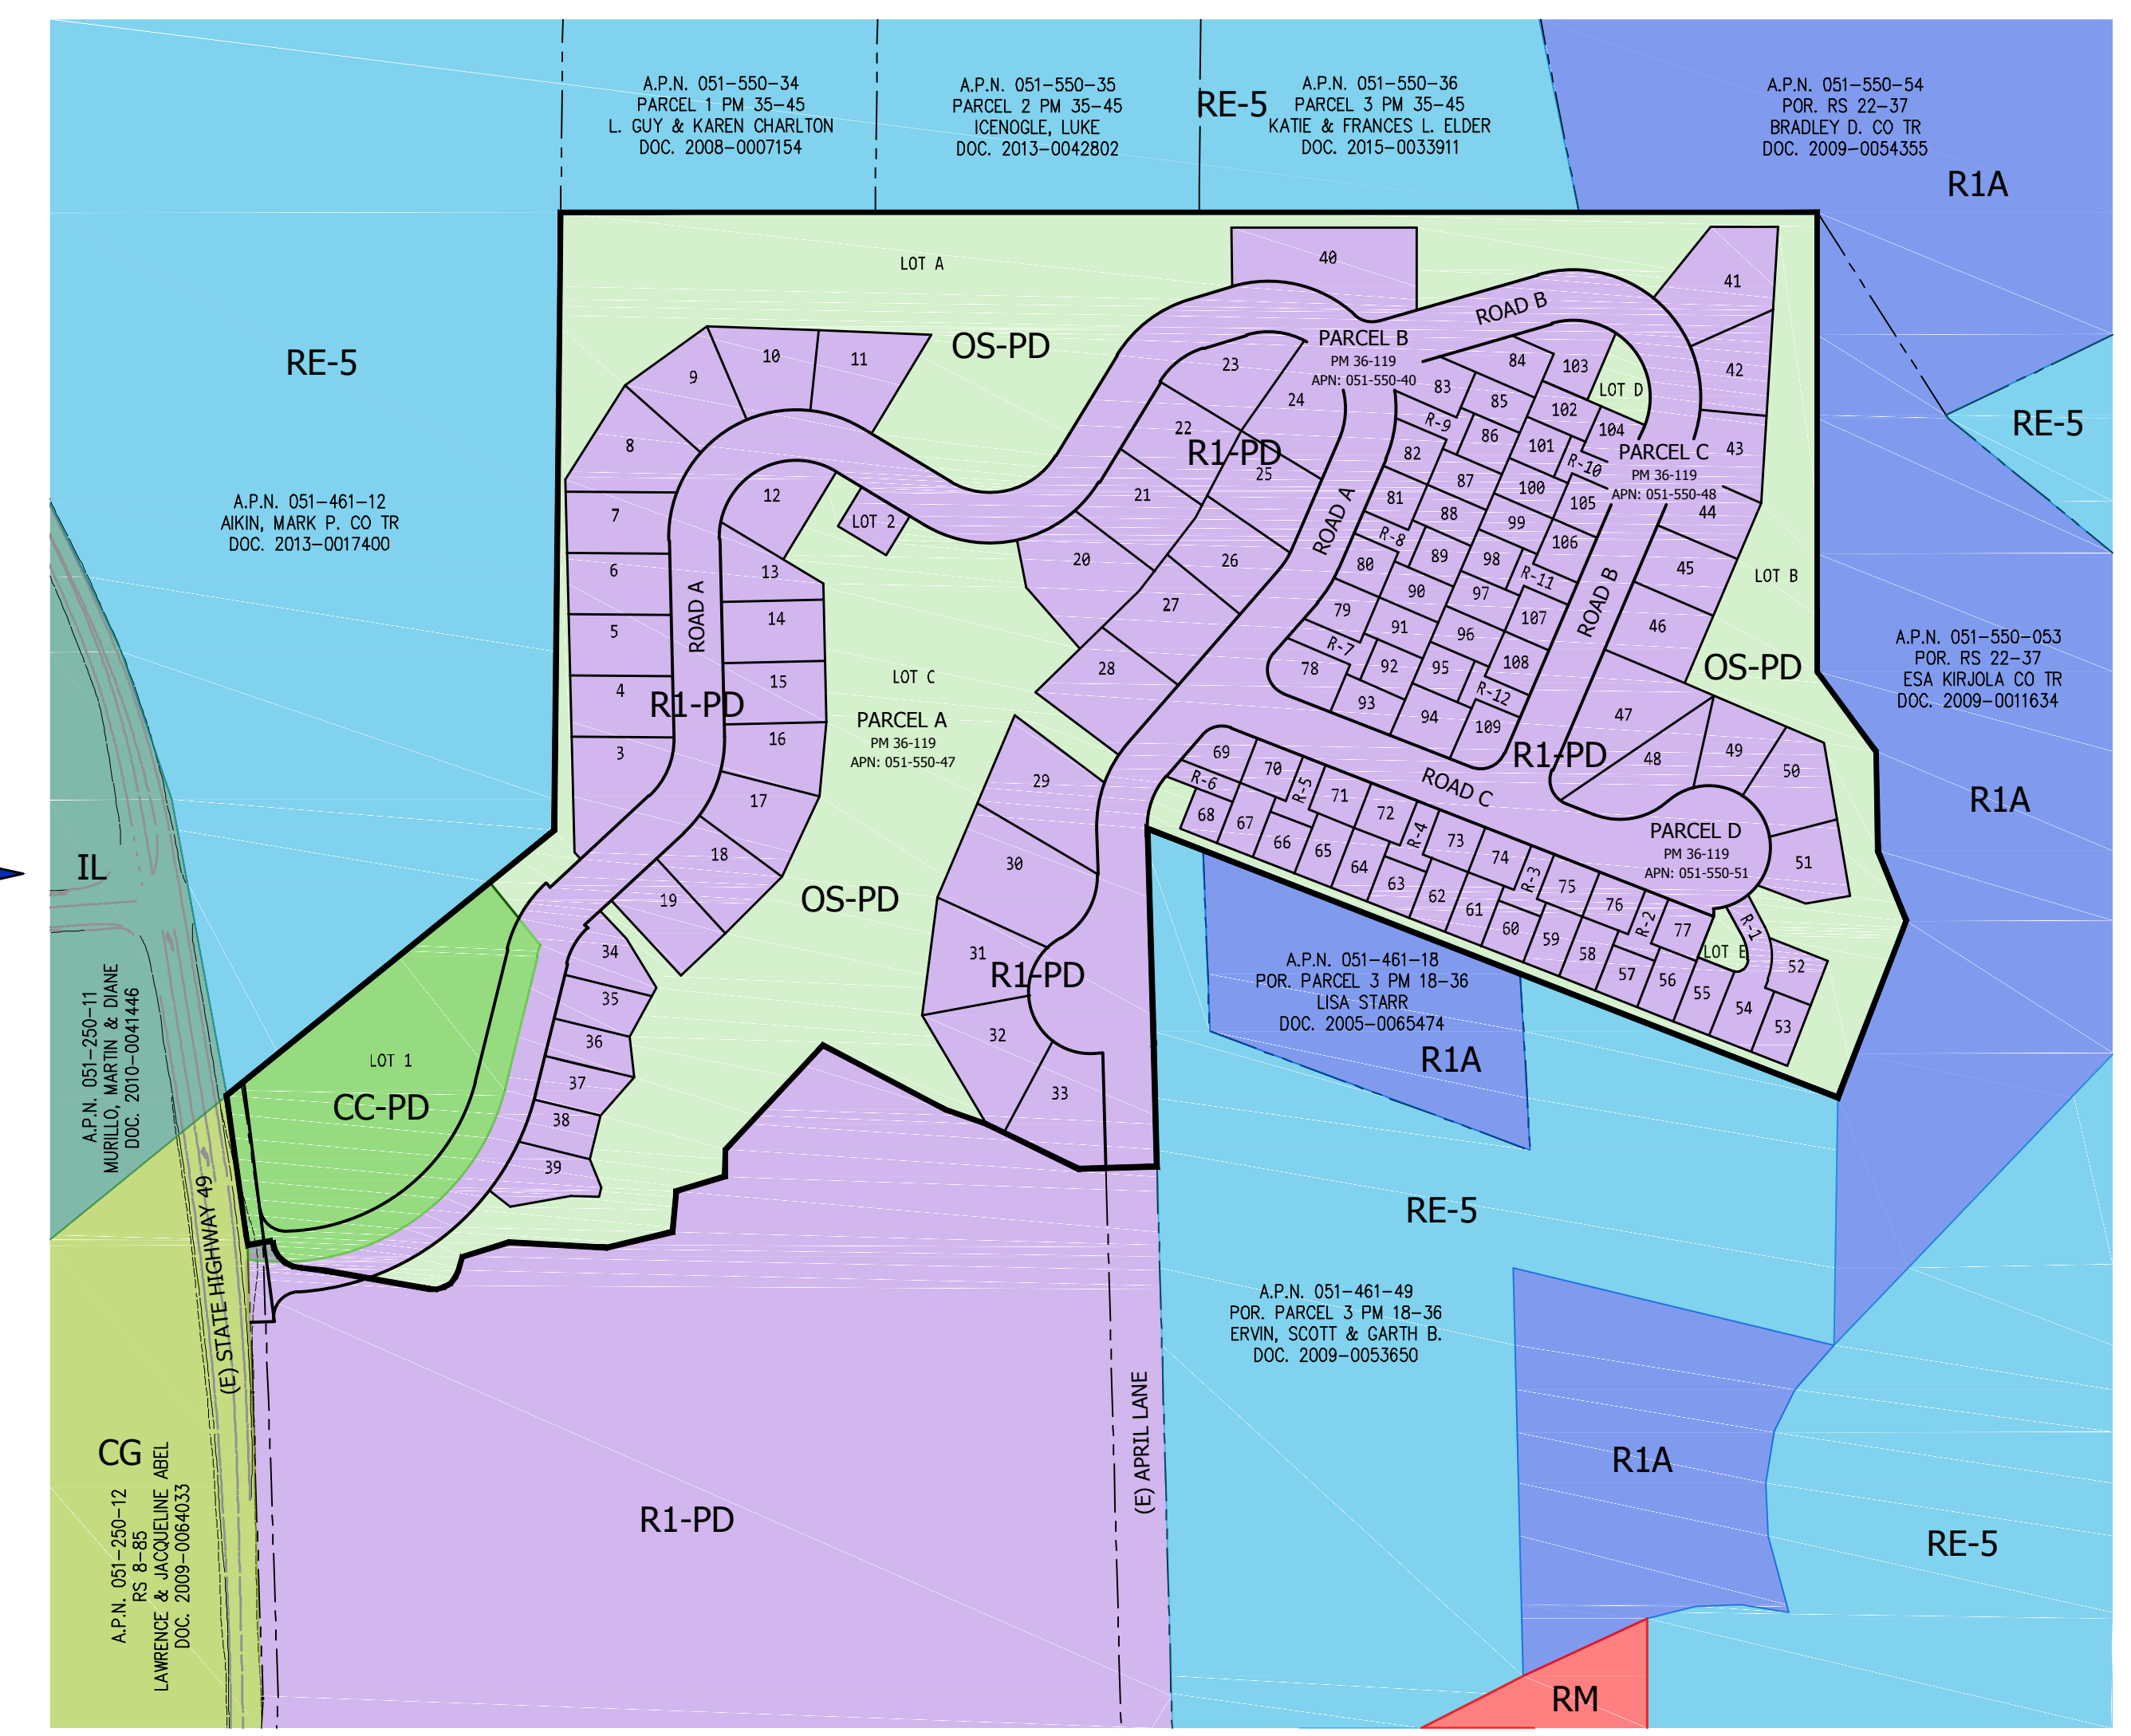 A.P.N. 051-550-34
PARCEL 1 PM 35-45
L. GUY & KAREN CHARLTON
DOC. 2008-0007154
A.P.N. 051-550-35
PARCEL 2 PM 35-45
ICENOGLE, LUKE
DOC. 2013-0042802
RE-5
A.P.N. 051-550-36
PARCEL 3 PM 35-45
KATIE & FRANCES L. ELDER
DOC. 2015-0033911
A.P.N. 051-550-54
POR. RS 22-37
BRADLEY D. CO TR
DOC. 2009-0054355
R1A
RE-5
A.P.N. 051-461-12
AIKIN, MARK P. CO TR
DOC. 2013-0017400
LOT A
OS-PD
40
41
ROAD B
PARCEL B
PM 36-119
APN: 051-550-40
9
10
11
8
7
6
5
4
3
12
LOT 2
13
14
15
16
17
18
19
ROAD A
R1-PD
23
24
22
R1-PD
25
21
20
26
27
28
ROAD A
84
103
83
85
102
LOT D
104
R-9
86
101
82
87
R-10
100
105
81
88
99
R-8
89
98
106
80
R-11
90
97
107
79
91
96
R-7
92
95
108
78
R-12
93
94
109
PARCEL C
PM 36-119
APN: 051-550-48
42
43
44
45
46
ROAD B
LOT B
OS-PD
RE-5
A.P.N. 051-550-053
POR. RS 22-37
ESA KIRJOLA CO TR
DOC. 2009-0011634
R1A
LOT C
PARCEL A
PM 36-119
APN: 051-550-47
OS-PD
47
48
49
50
51
R1-PD
ROAD C
PARCEL D
PM 36-119
APN: 051-550-51
69
70
R-5
R-6
71
72
R-4
73
74
R-3
75
76
R-2
77
R-1
LOT E
68
67
66
65
64
63
62
61
60
59
58
57
56
55
54
53
52
29
30
31
R1-PD
32
33
34
35
36
37
38
39
IL
A.P.N. 051-250-11
MURILLO, MARTIN & DIANE
DOC. 2010-0041446
LOT 1
CC-PD
A.P.N. 051-461-18
POR. PARCEL 3 PM 18-36
LISA STARR
DOC. 2005-0065474
R1A
RE-5
(E) STATE HIGHWAY 49
A.P.N. 051-461-49
POR. PARCEL 3 PM 18-36
ERVIN, SCOTT & GARTH B.
DOC. 2009-0053650
(E) APRIL LANE
CG
A.P.N. 051-250-12
RS 8-85
LAWRENCE & JACQUELINE ABEL
DOC. 2009-0064033
R1-PD
R1A
RE-5
RM